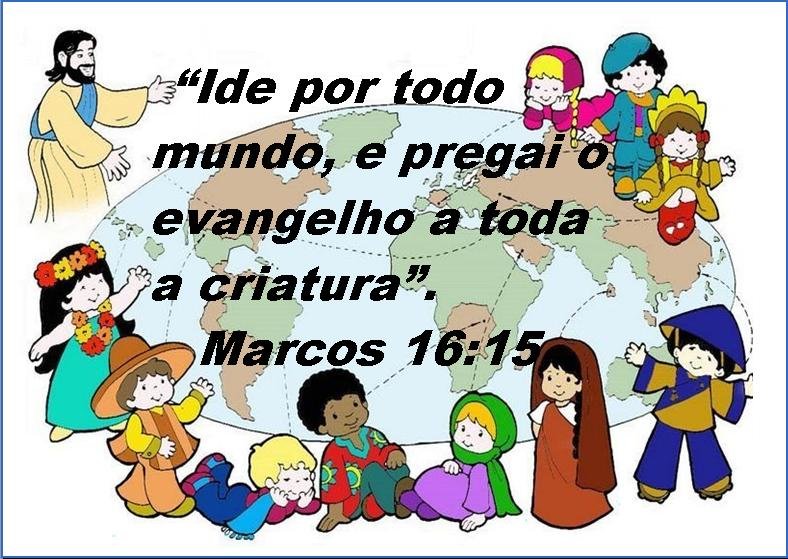 “Ide por todo
mundo, e pregai o
evangelho a toda
a criatura”.
Marcos 16:15